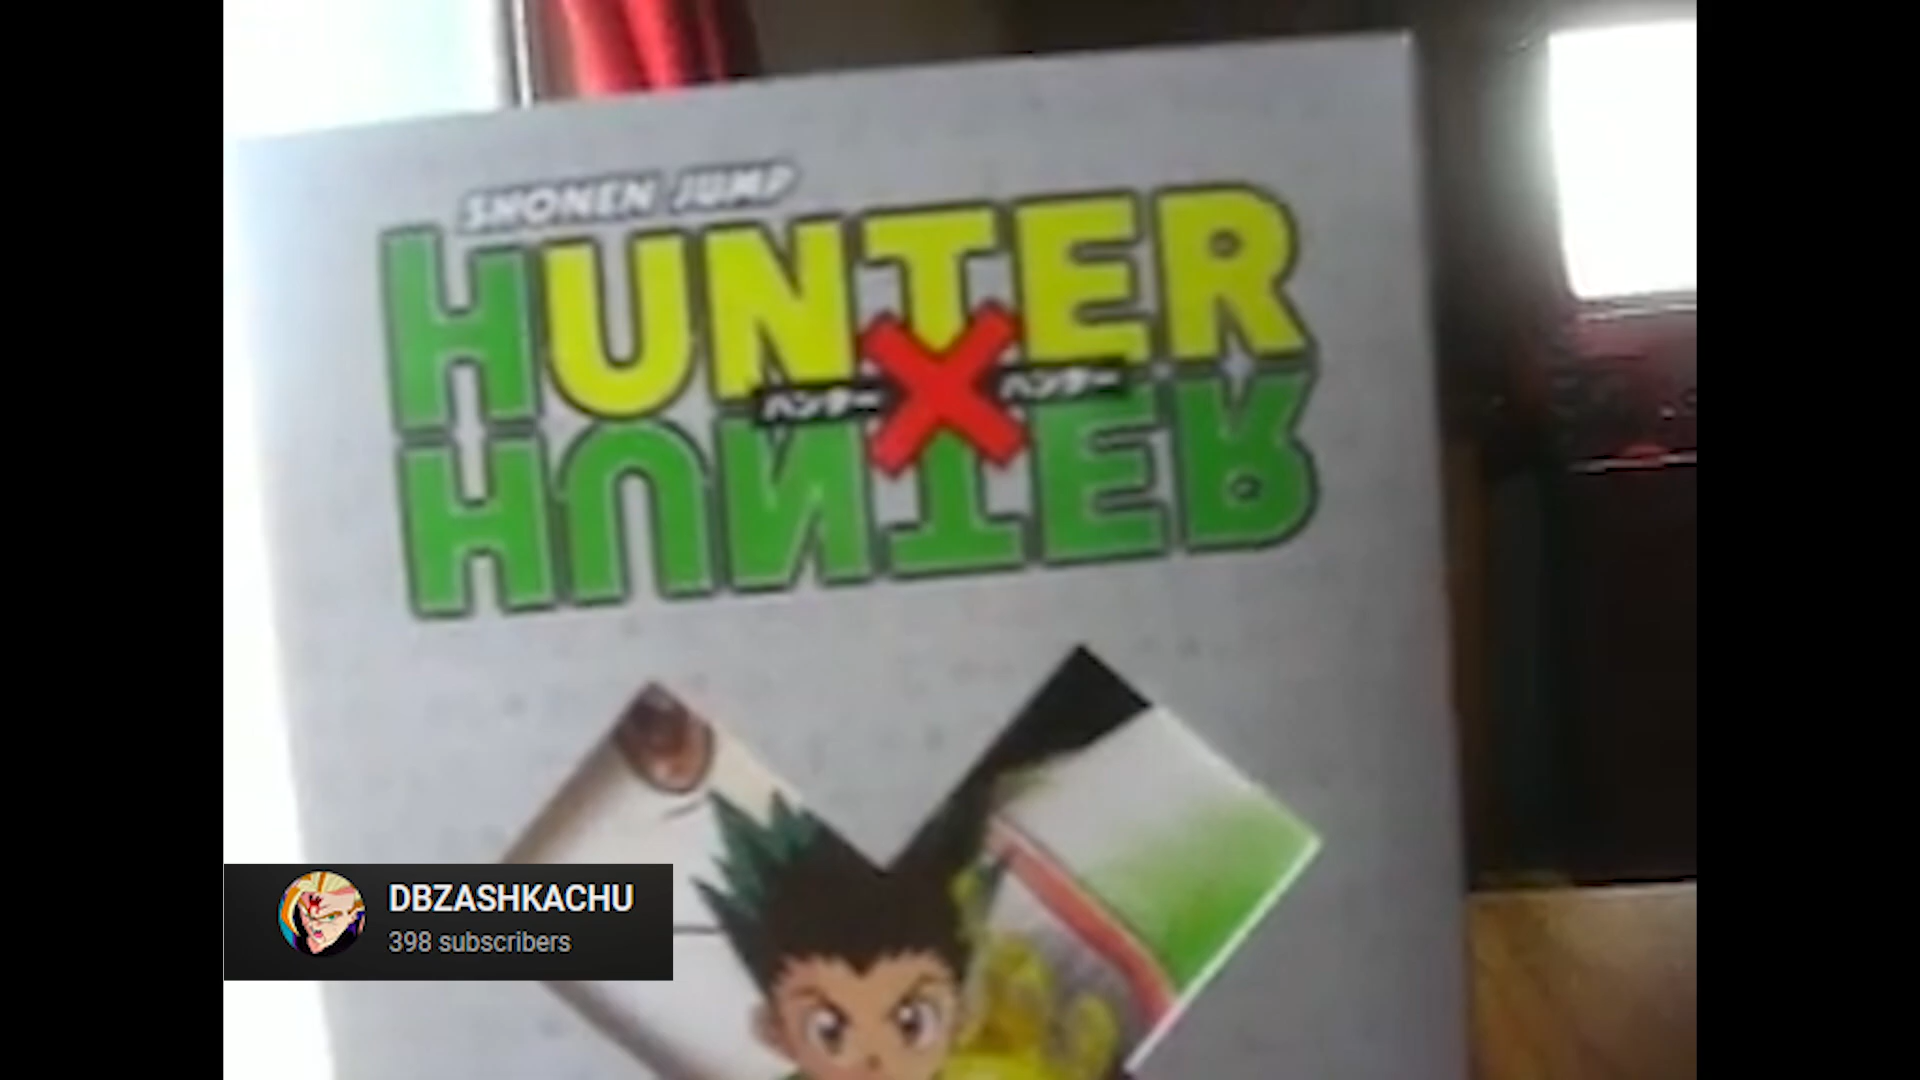 SHONEN JUMP
HUNTER
ハンター×ハンター
HUNTER
DBZASHKACHU
398 subscribers